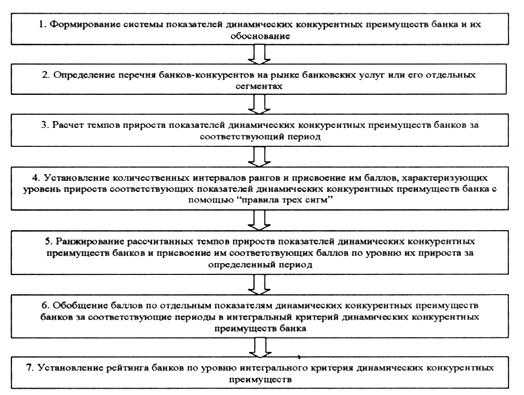 1. Формирование системы показателей динамических конкурентных преимуществ банка и их
обоснование
2. Определение перечня банков-конкурентов на рынке банковских услуг или его отдельных
сегментах
3. Расчет темпов прироста показателей динамических конкурентных преимуществ банков за
соответствующий период
4. Установление количественных интервалов рангов и присвоение им баллов, характеризующих
уровень прироста соответствующих показателей динамических конкурентных преимуществ банка с
помощью "правила трех сигм"
5. Ранжирование рассчитанных темпов прироста показателей динамических конкурентных
преимуществ банков и присвоение им соответствующих баллов по уровню их прироста за
определенный период
6. Обобщение баллов по отдельным показателям динамических конкурентных преимуществ
банков за соответствующие периоды в интегральный критерий динамических конкурентных
преимуществ банка
7. Установление рейтинга банков по уровню интегрального критерия динамических конкурентных
преимуществ